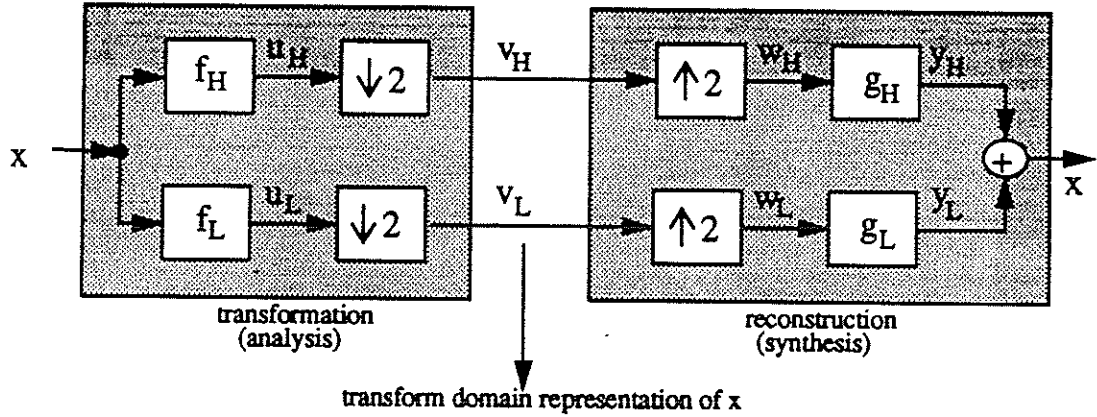 f_H u_H ↓2 v_H ↑2 w_H g_H y_H
x + x
f_L u_L ↓2 v_L ↑2 w_L g_L y_L
transformation
(analysis)
reconstruction
(synthesis)
transform domain representation of x